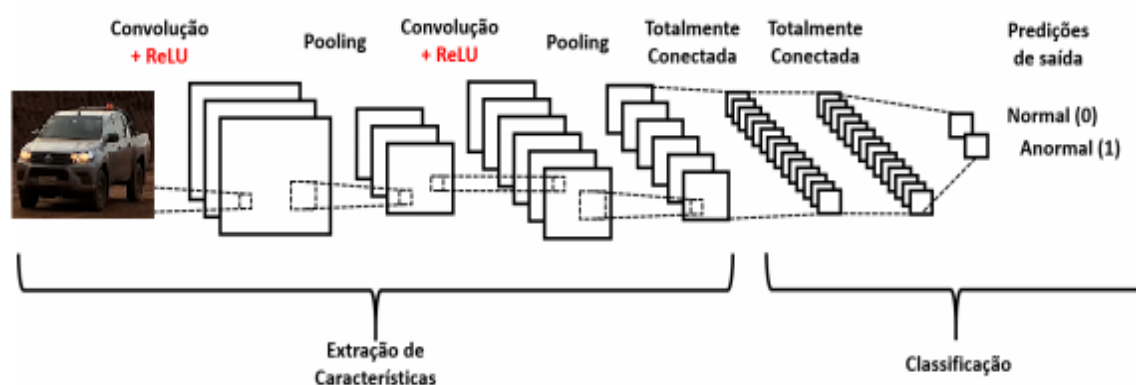 Convolução
+ ReLU
Pooling
Convolução
+ ReLU
Pooling
Totalmente
Conectada
Totalmente
Conectada
Predições
de saída
Normal (0)
Anormal (1)
Extração de
Características
Classificação